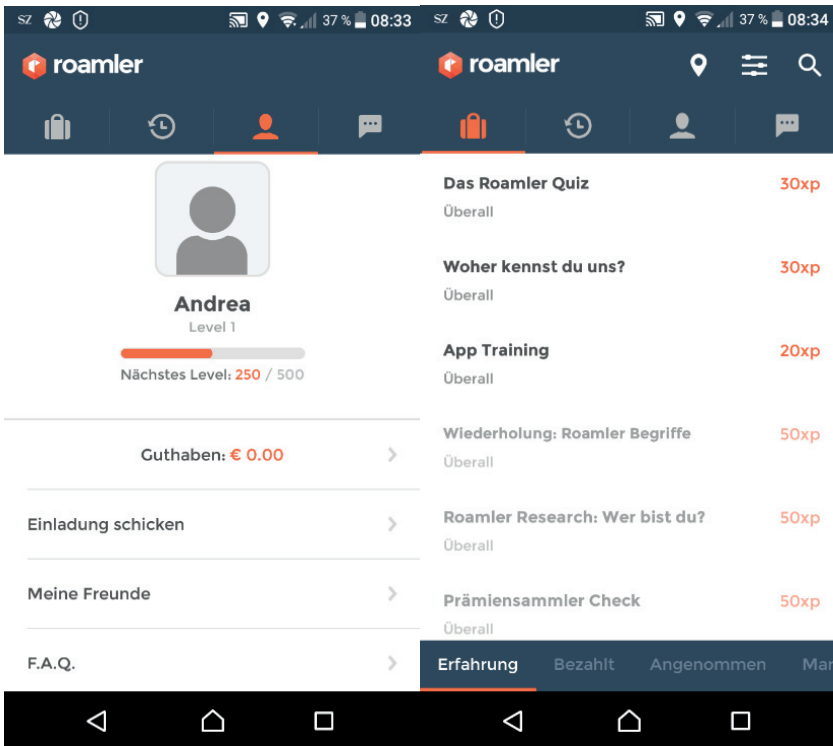 SZ 37 % 08:33
roamler
Andrea
Level 1
Nächstes Level: 250 / 500
Guthaben: € 0.00
Einladung schicken
Meine Freunde
F.A.Q.
SZ 37 % 08:34
roamler
Das Roamler Quiz 30xp
Überall
Woher kennst du uns? 30xp
Überall
App Training 20xp
Überall
Wiederholung: Roamler Begriffe 50xp
Überall
Roamler Research: Wer bist du? 50xp
Überall
Prämiensammler Check 50xp
Überall
Erfahrung Bezahlt Angenommen Mar